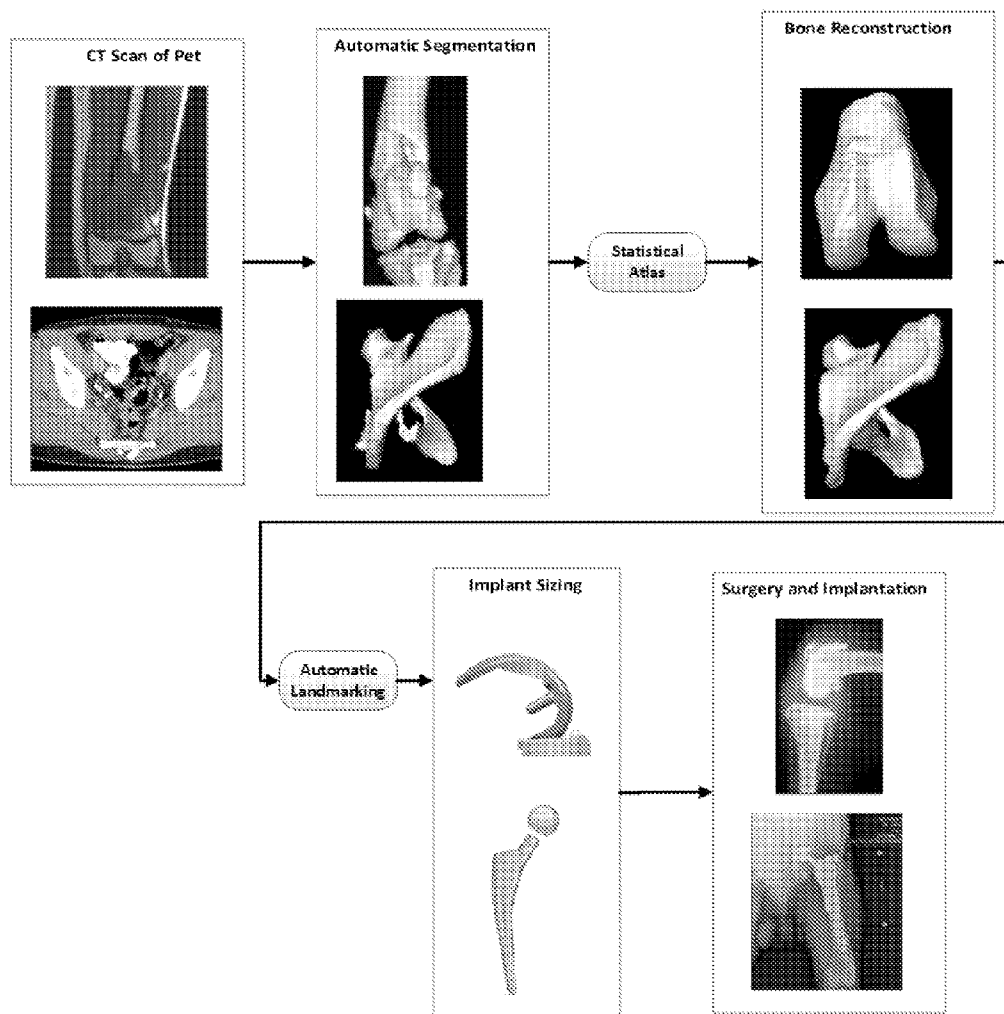 CT Scan of Pet
Automatic Segmentation
Statistical
Atlas
Bone Reconstruction
Automatic
Landmarking
Implant Sizing
Surgery and Implantation